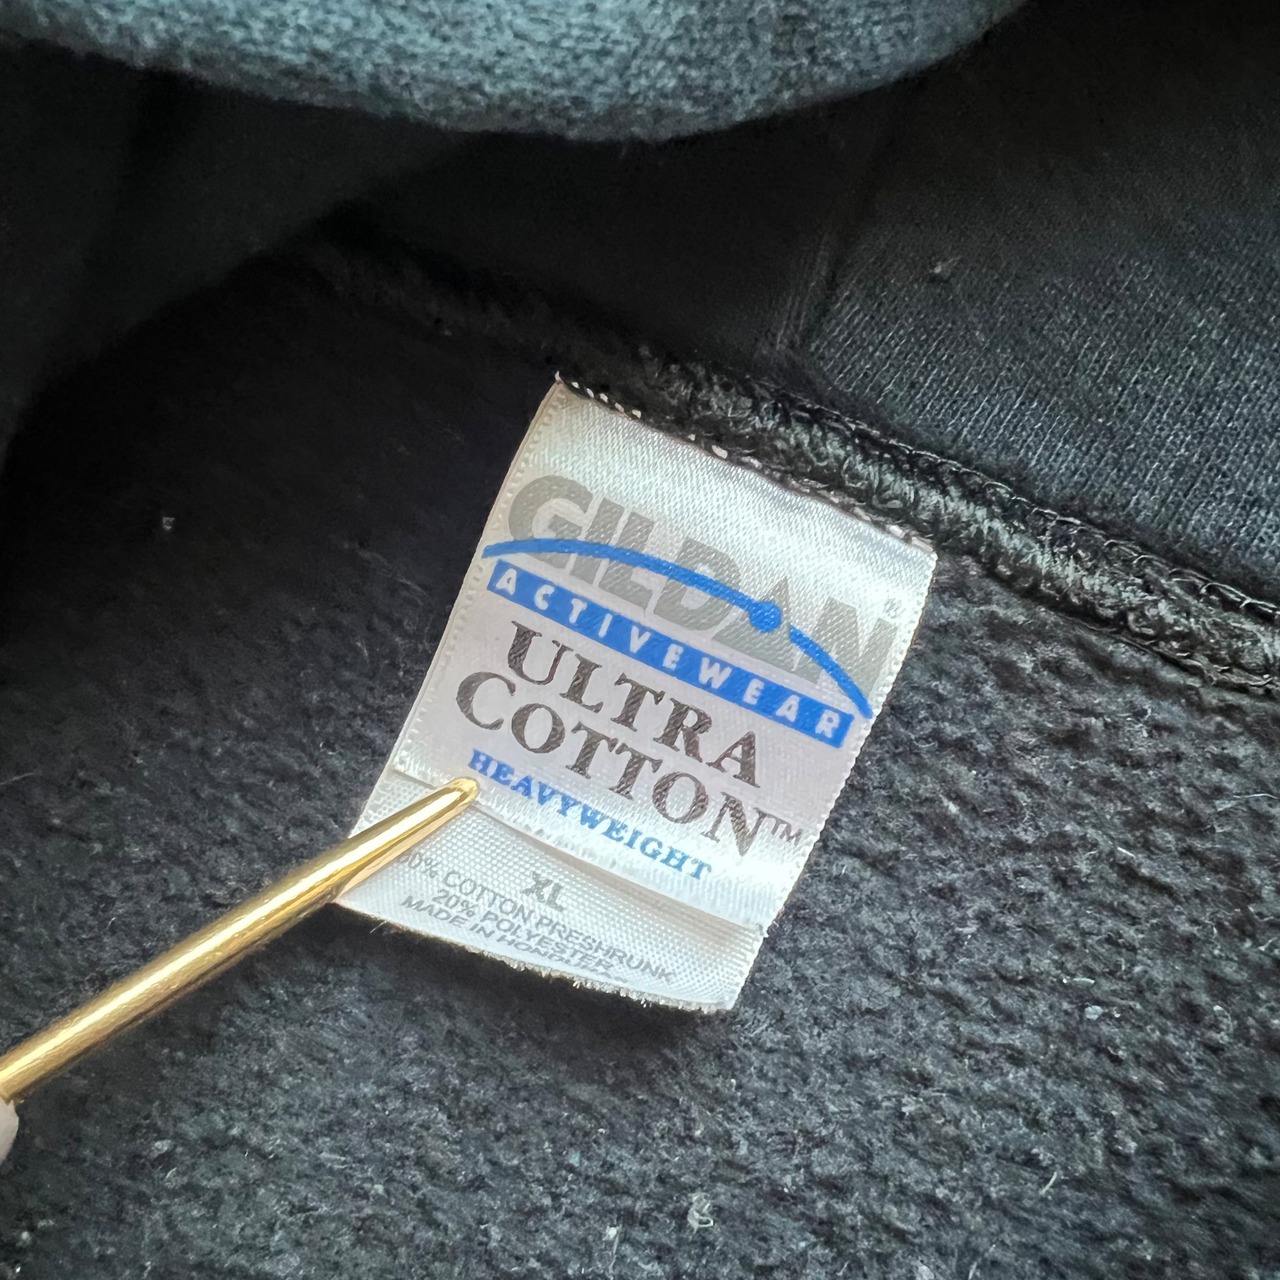 GILDAN®
ACTIVEWEAR
ULTRA
COTTON™
HEAVYWEIGHT
XL
COTTON PRESHRUNK
20% POLYESTER
MADE IN